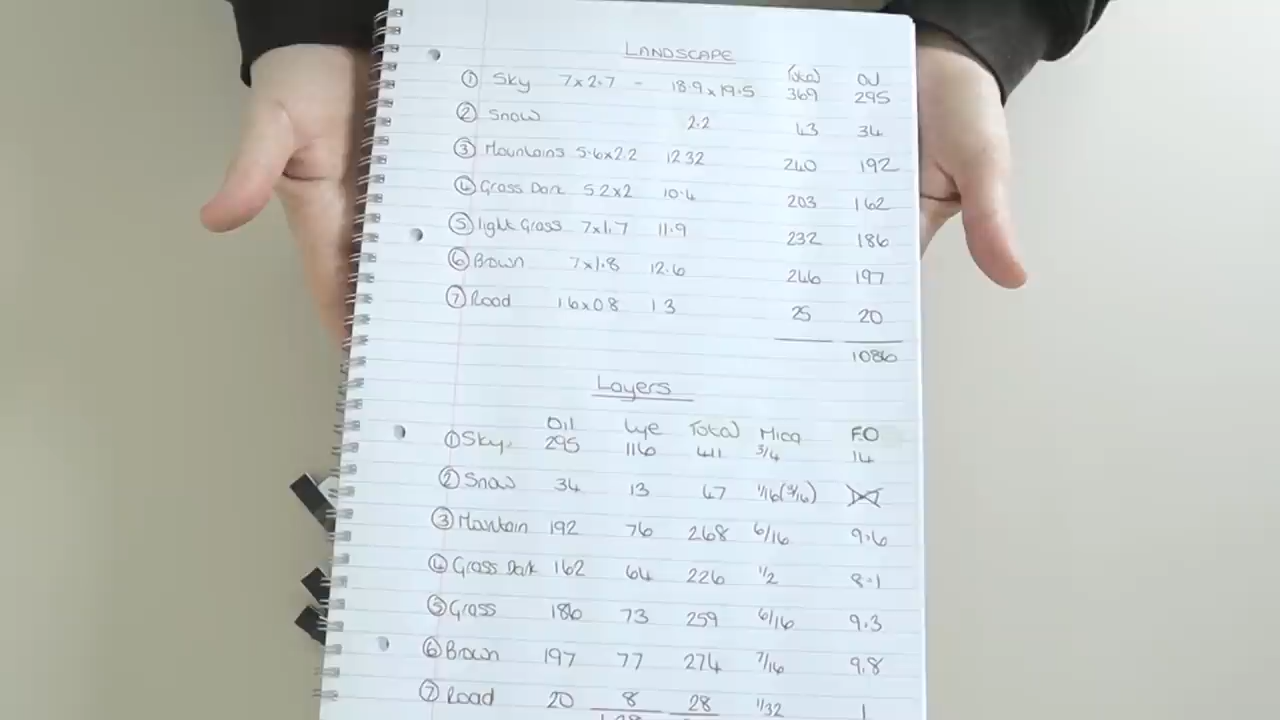 LANDSCAPE
Total Oil
① Sky 7x2.7 - 18.9 x 19.5 369 295
② Snow 2.2 43 34
③ Mountains 5.6x2.2 12.32 240 192
④ Grass Dark 5.2x2 10.4 203 162
⑤ light Grass 7x1.7 11.9 232 186
⑥ Brown 7x1.8 12.6 246 197
⑦ Road 1.6x0.8 1.3 25 20
1086
Layers
Oil Lye Total Mica F.O
① Sky. 295 116 411 3/4 14
② Snow 34 13 47 1/16 (3/16)
③ Mountain 192 76 268 6/16 9.6
④ Grass Dark 162 64 226 1/2 8.1
⑤ Grass 186 73 259 6/16 9.3
⑥ Brown 197 77 274 7/16 9.8
⑦ Road 20 8 28 1/32 1